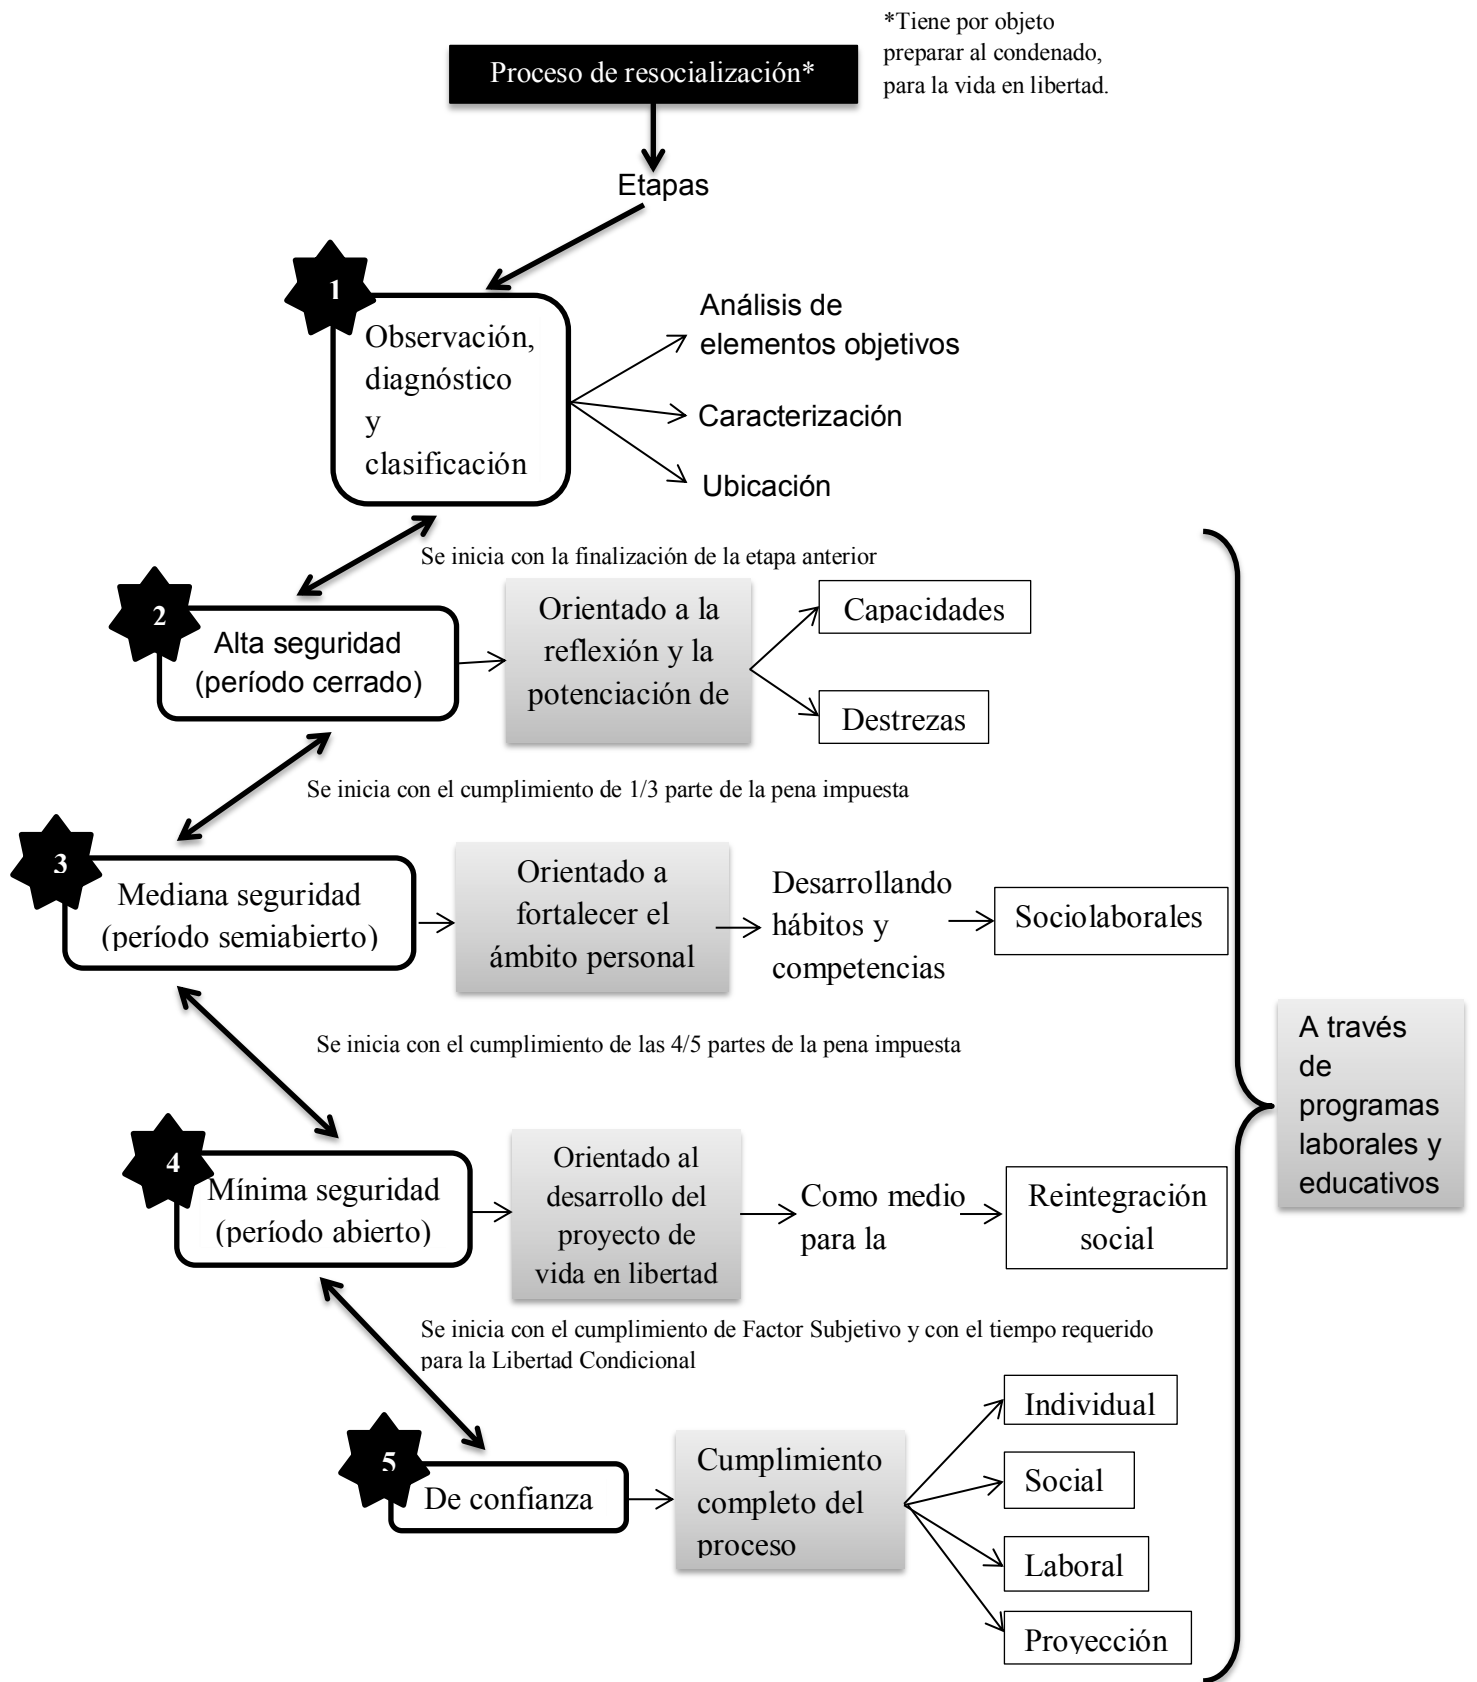 *Tiene por objeto
preparar al condenado,
para la vida en libertad.
Proceso de resocialización*
Etapas
1
Observación,
diagnóstico
y
clasificación
Análisis de
elementos objetivos
Caracterización
Ubicación
Se inicia con la finalización de la etapa anterior
2
Alta seguridad
(período cerrado)
Orientado a la
reflexión y la
potenciación de
Capacidades
Destrezas
Se inicia con el cumplimiento de 1/3 parte de la pena impuesta
3
Mediana seguridad
(período semiabierto)
Orientado a
fortalecer el
ámbito personal
Desarrollando
hábitos y
competencias
Sociolaborales
Se inicia con el cumplimiento de las 4/5 partes de la pena impuesta
A través
de
programas
laborales y
educativos
4
Mínima seguridad
(período abierto)
Orientado al
desarrollo del
proyecto de
vida en libertad
Como medio
para la
Reintegración
social
Se inicia con el cumplimiento de Factor Subjetivo y con el tiempo requerido
para la Libertad Condicional
5
De confianza
Cumplimiento
completo del
proceso
Individual
Social
Laboral
Proyección